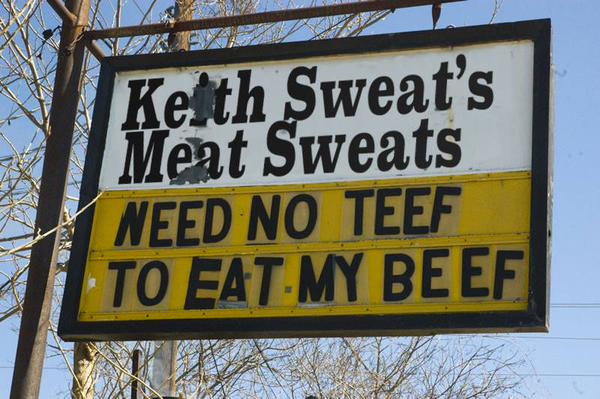 Keith Sweat's
Meat Sweats
NEED NO TEEF
TO EAT MY BEEF